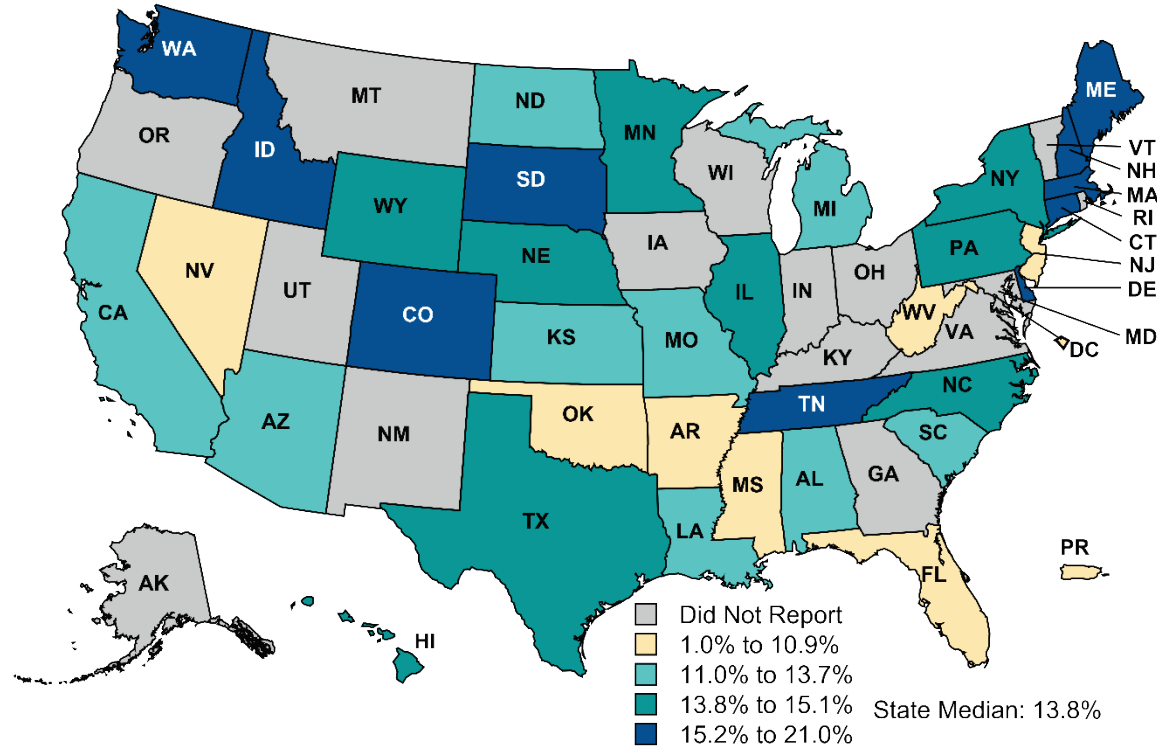 WA
ME
MT
ND
VT
OR
MN
NH
ID
WI
NY
SD
MA
WY
MI
RI
CT
IA
PA
NE
NJ
NV
OH
DE
UT
IL
IN
CA
CO
WV
KS
MO
VA
MD
KY
DC
NC
TN
OK
AZ
NM
AR
SC
MS
AL
GA
TX
LA
PR
FL
AK
HI
Did Not Report
1.0% to 10.9%
11.0% to 13.7%
13.8% to 15.1%
State Median: 13.8%
15.2% to 21.0%